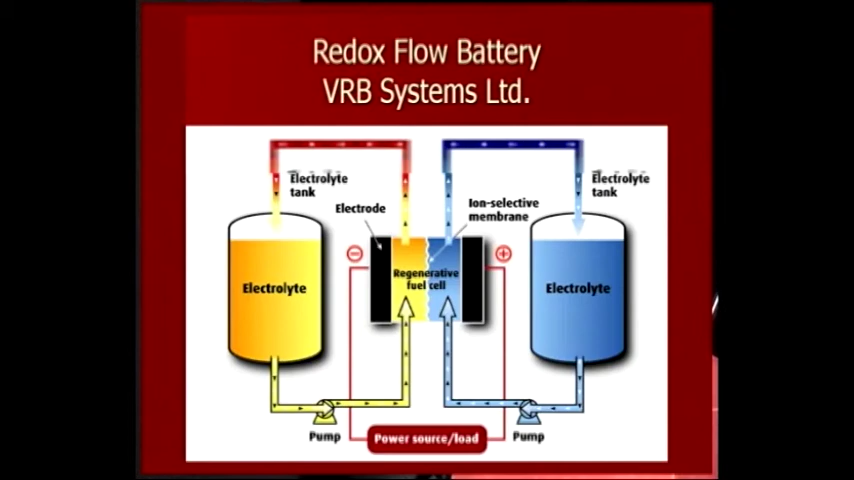 Redox Flow Battery
VRB Systems Ltd.
Electrolyte
tank
Electrode
Ion-selective
membrane
Electrolyte
tank
−
+
Electrolyte
Regenerative
fuel cell
Electrolyte
Pump
Power source/load
Pump